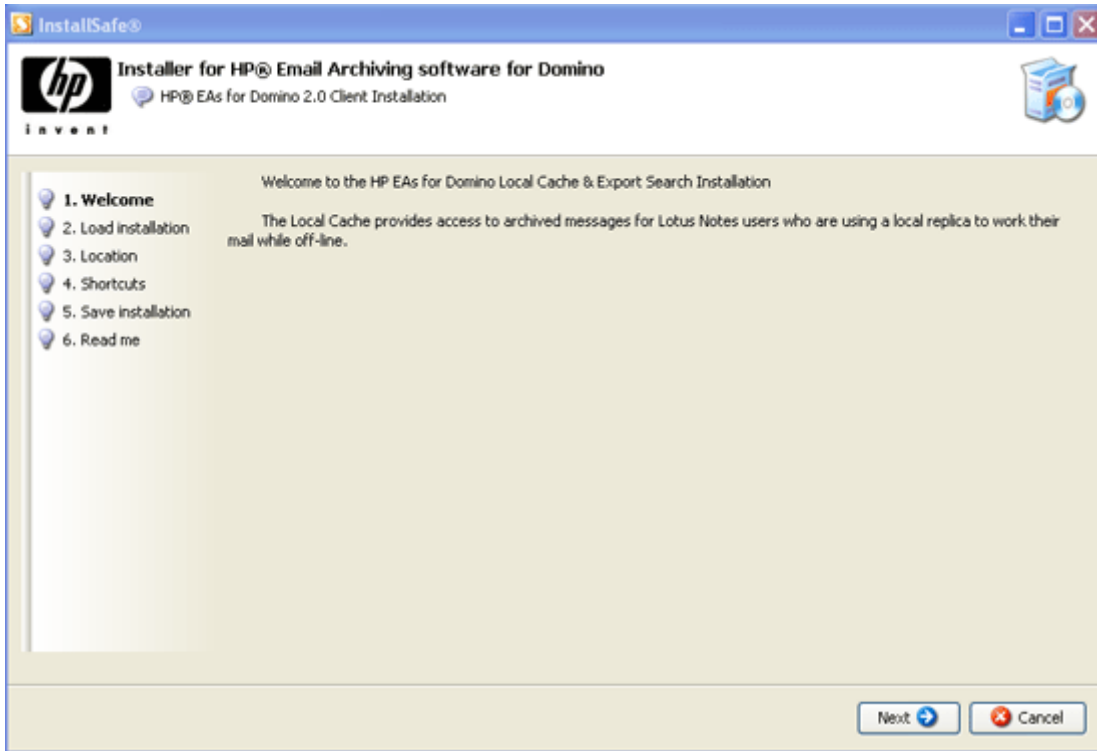 InstallSafe®
hp
invent
Installer for HP® Email Archiving software for Domino
HP® EAs for Domino 2.0 Client Installation
1. Welcome
2. Load installation
3. Location
4. Shortcuts
5. Save installation
6. Read me
Welcome to the HP EAs for Domino Local Cache & Export Search Installation
The Local Cache provides access to archived messages for Lotus Notes users who are using a local replica to work their
mail while off-line.
Next
Cancel